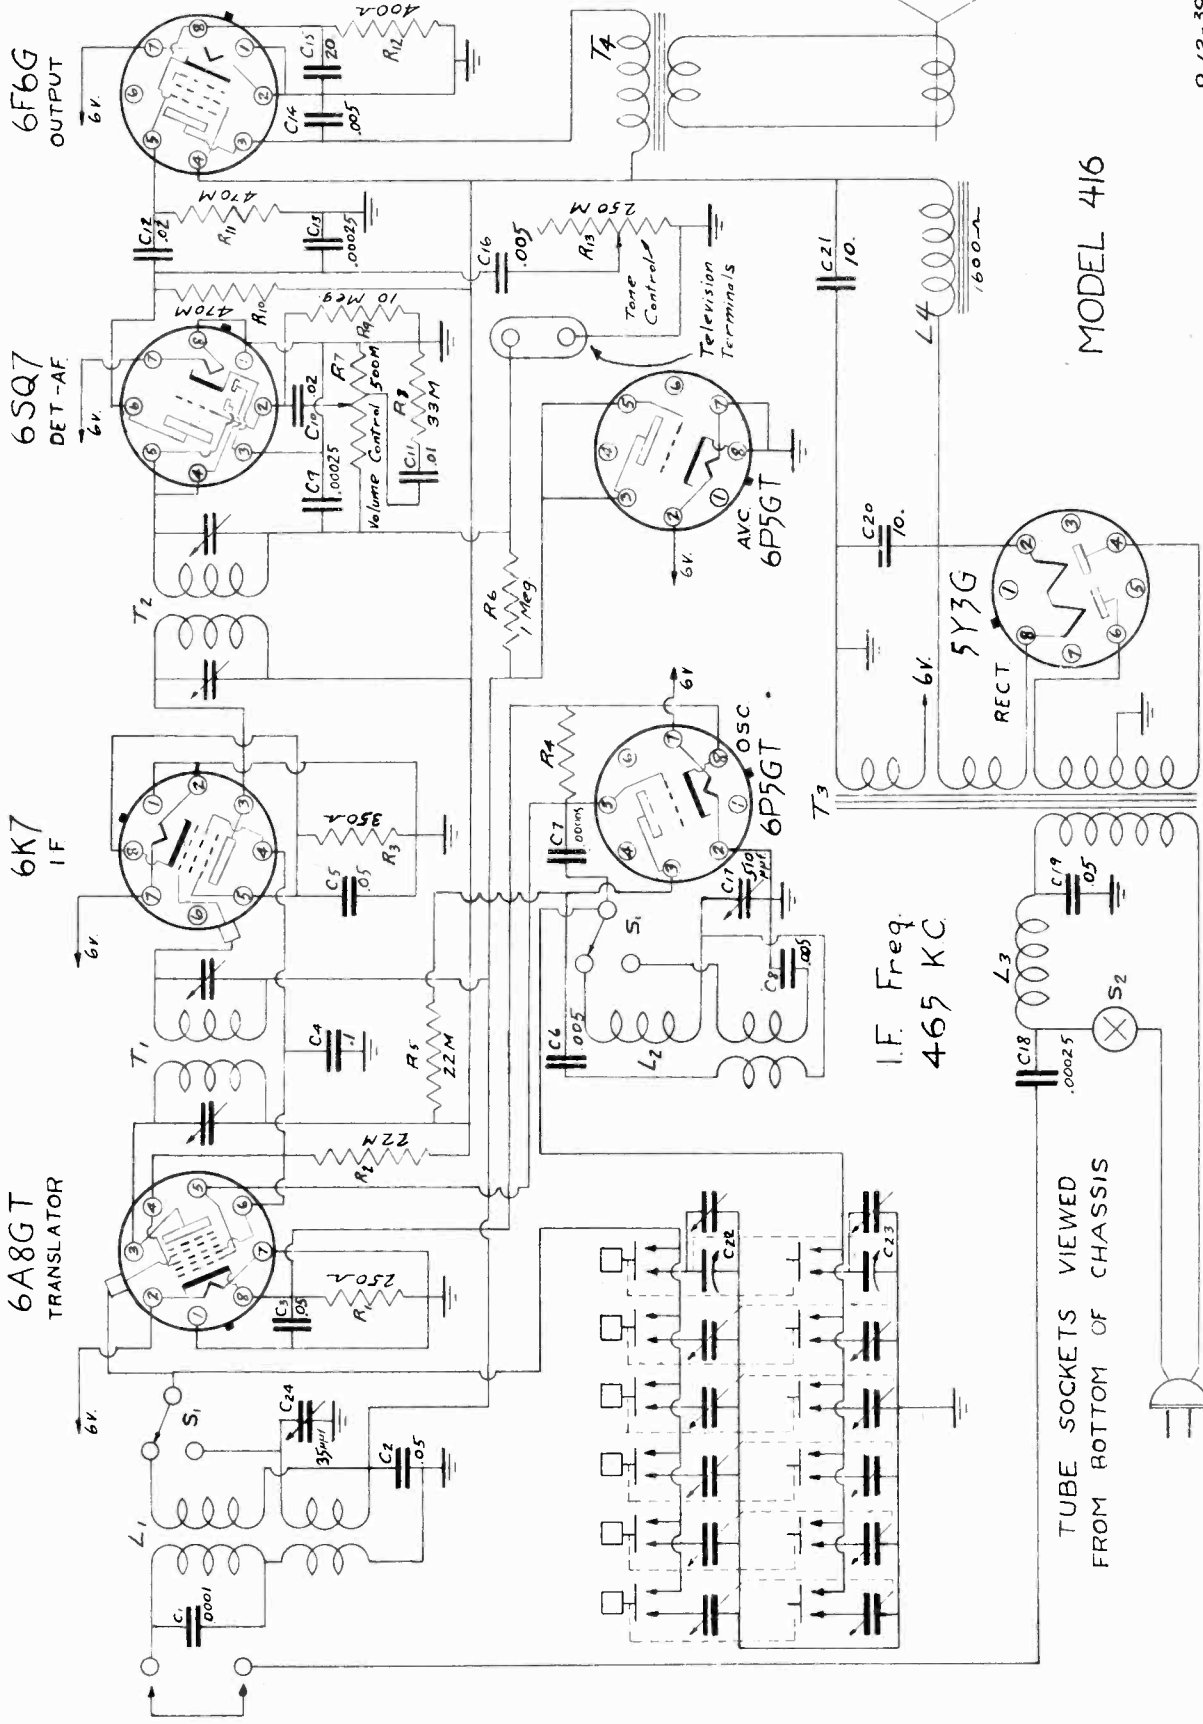 6A8GT
TRANSLATOR
6K7
IF
6SQ7
DET-AF.
6F6G
OUTPUT
6V.
6V.
6V.
6V.
L1
C1
.0001
S1
C24
35μμf
C2
.05
C3
.05
R1
250Ω
R2
22M
T1
C4
.1
R5
22M
C5
.05
R3
350Ω
T2
C9
.00025
C10
.02
Volume Control
R7
500M
R9
10 Meg.
R8
33M
C11
.01
470M
R10
C12
.02
R11
470M
C13
.00025
C14
.005
C15
20
R12
400Ω
C16
.005
R13
250M
Tone
Control
Television
Terminals
T4
R6
1 Meg.
A.V.C.
6P5GT
6V.
C6
.005
S1
L2
C7
R4
C17
510
μμf
C8
.005
6V
OSC
6P5GT
I.F. Freq.
465 KC.
C22
C23
C21
10.
C20
10.
L4
1600Ω
5Y3G
RECT.
6V.
T3
L3
C19
.05
C18
.00025
S2
MODEL 416
TUBE SOCKETS VIEWED
FROM BOTTOM OF CHASSIS